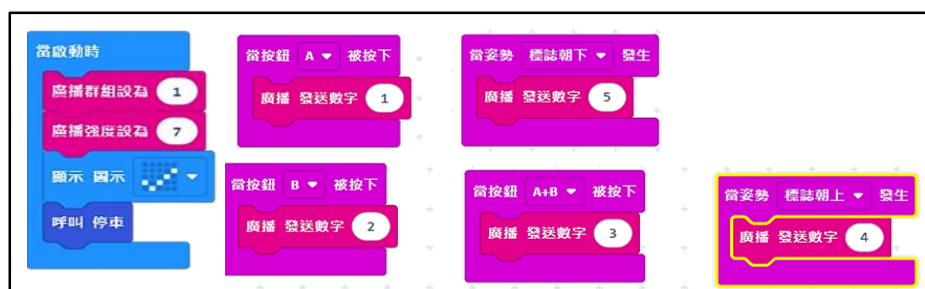 當啟動時
廣播群組設為 1
廣播強度設為 7
顯示 圖示
呼叫 停車
當按鈕 A 被按下
廣播 發送數字 1
當姿勢 標誌朝下 發生
廣播 發送數字 5
當按鈕 B 被按下
廣播 發送數字 2
當按鈕 A+B 被按下
廣播 發送數字 3
當姿勢 標誌朝上 發生
廣播 發送數字 4